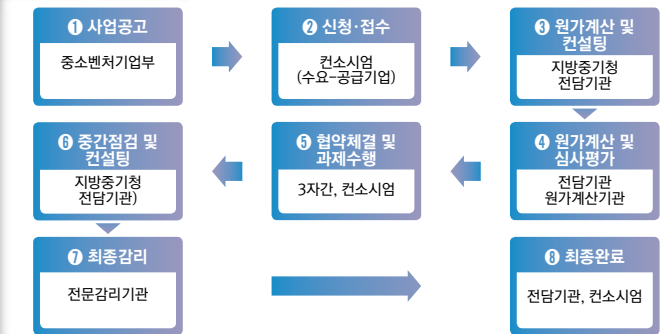 ❶ 사업공고
중소벤처기업부
❷ 신청·접수
컨소시엄
(수요-공급기업)
❸ 원가계산 및
컨설팅
지방중기청
전담기관
❹ 원가계산 및
심사평가
전담기관
원가계산기관
❺ 협약체결 및
과제수행
3자간, 컨소시엄
❻ 중간점검 및
컨설팅
지방중기청
전담기관)
❼ 최종감리
전문감리기관
❽ 최종완료
전담기관, 컨소시엄